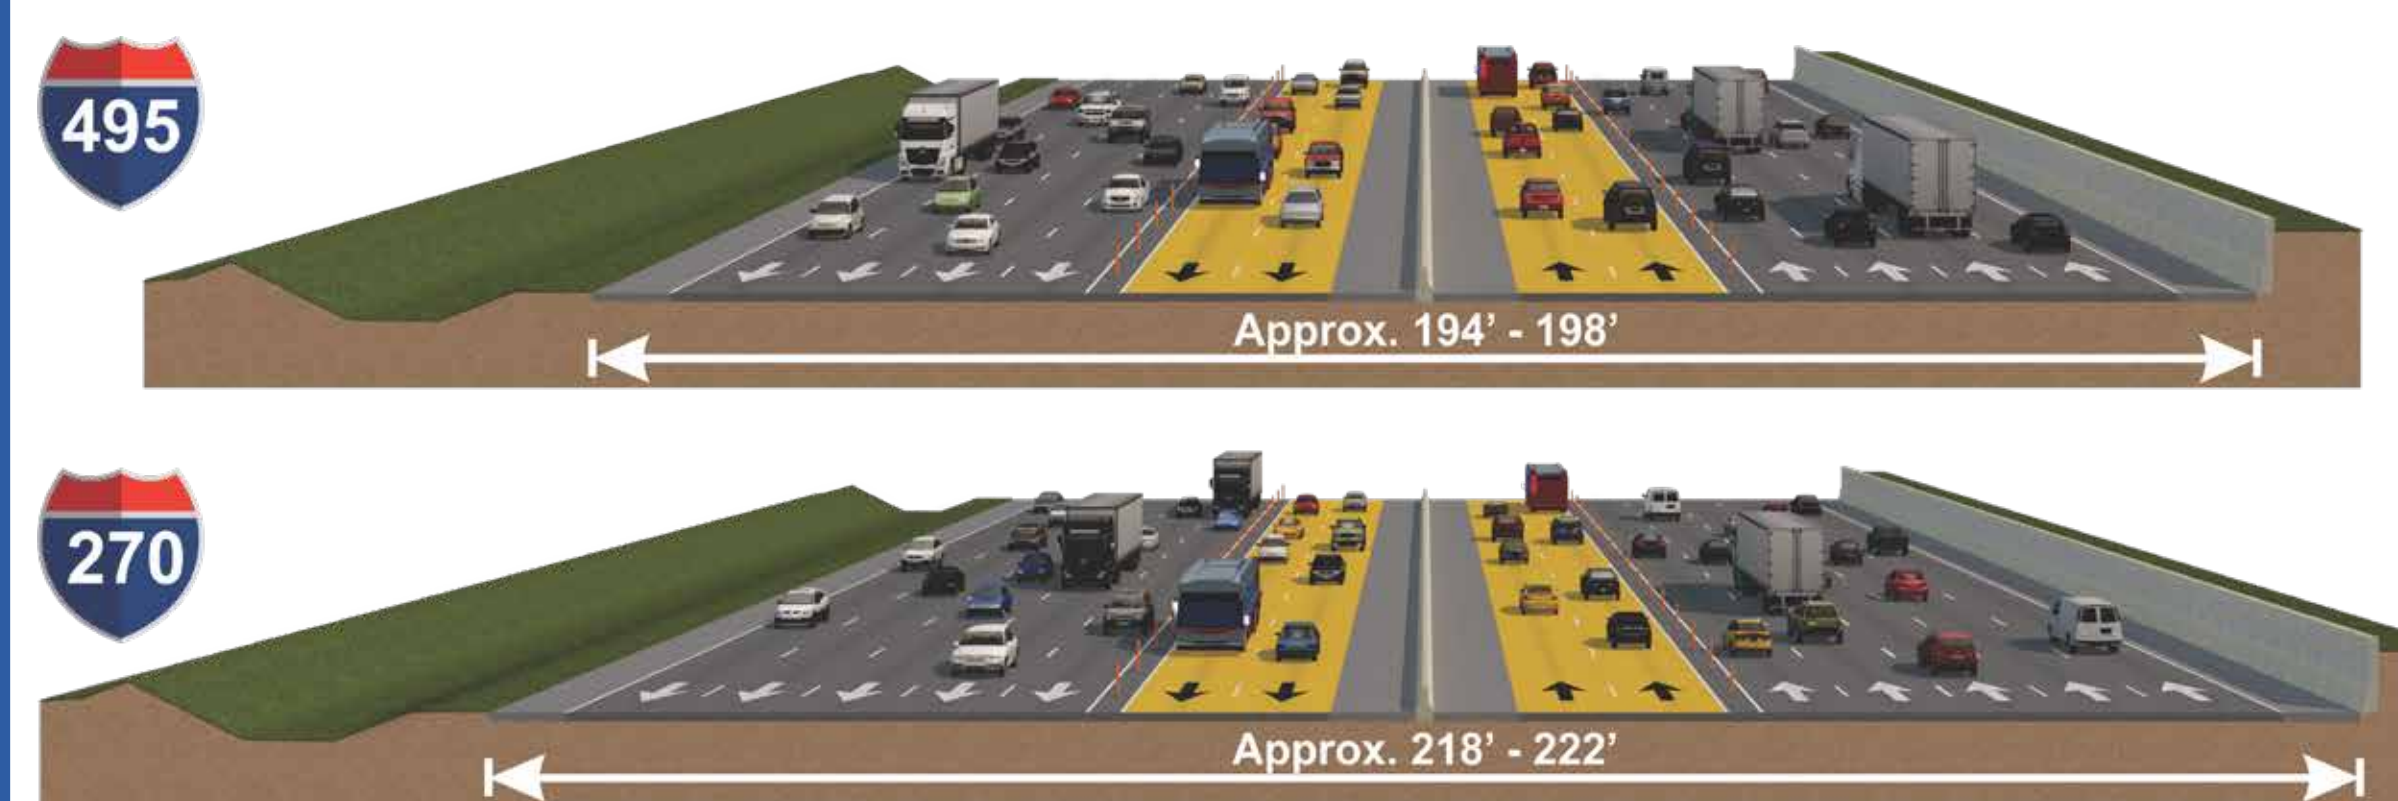 495
Approx. 194’ - 198’
270
Approx. 218’ - 222’